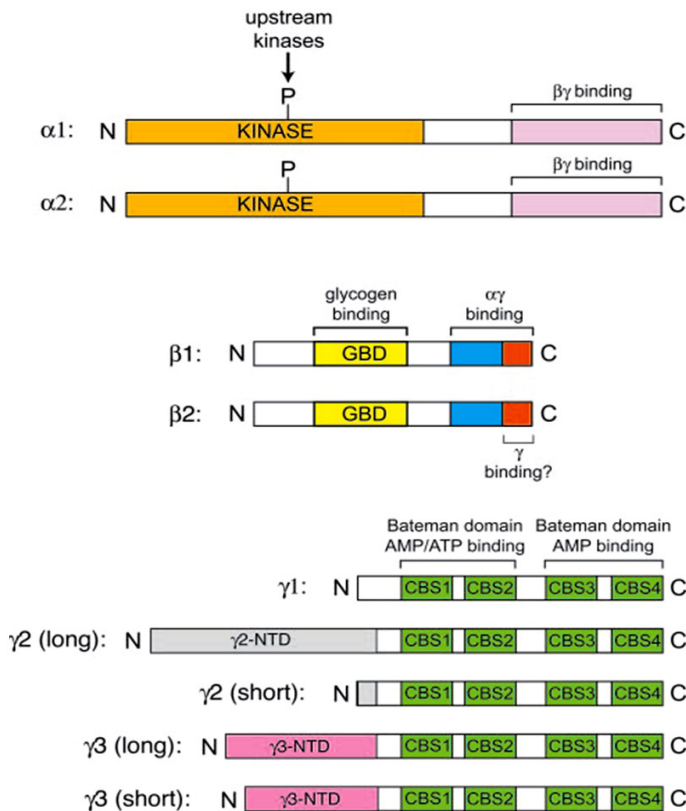 upstream
kinases
P
βγ binding
α1: N KINASE C
P
βγ binding
α2: N KINASE C
glycogen binding
αγ binding
β1: N GBD C
β2: N GBD C
γ binding?
Bateman domain AMP/ATP binding
Bateman domain AMP binding
γ1: N CBS1 CBS2 CBS3 CBS4 C
γ2 (long): N γ2-NTD CBS1 CBS2 CBS3 CBS4 C
γ2 (short): N CBS1 CBS2 CBS3 CBS4 C
γ3 (long): N γ3-NTD CBS1 CBS2 CBS3 CBS4 C
γ3 (short): N γ3-NTD CBS1 CBS2 CBS3 CBS4 C